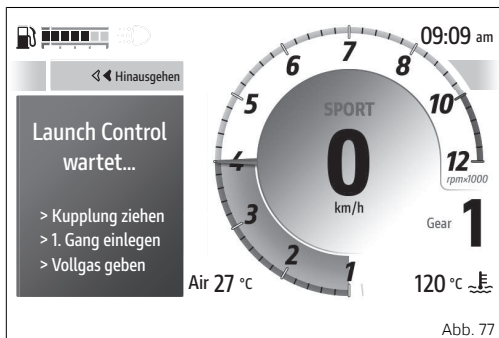 09:09 am
◁ ◀ Hinausgehen
Launch Control
wartet...
> Kupplung ziehen
> 1. Gang einlegen
> Vollgas geben
1
2
3
4
5
6
7
8
10
12
rpm×1000
SPORT
0
km/h
Gear 1
Air 27 °C
120 °C
Abb. 77